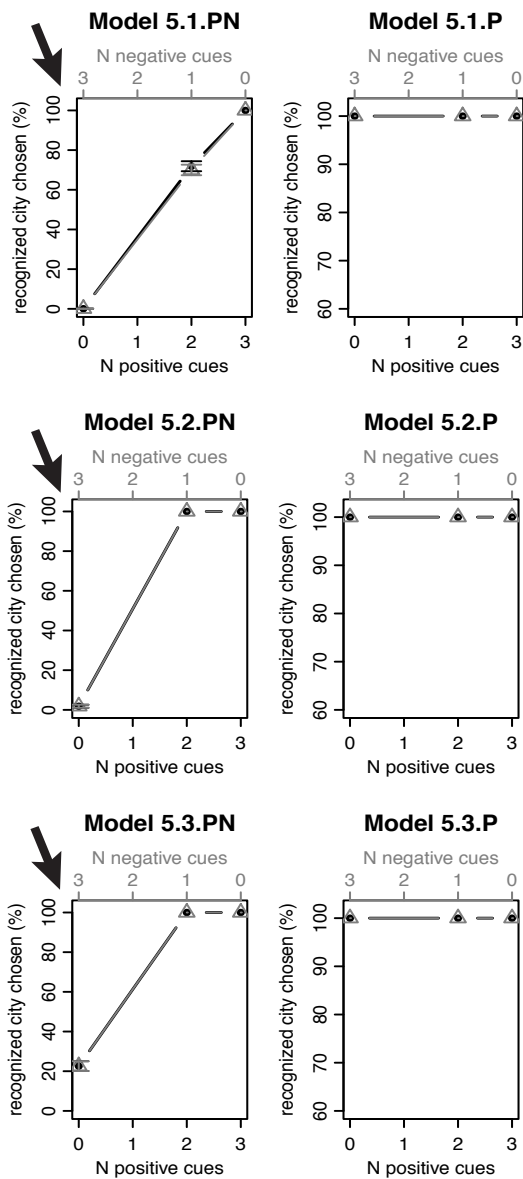 Model 5.1.PN
N negative cues
3 2 1 0
recognized city chosen (%)
100
80
60
40
20
0
0 1 2 3
N positive cues
Model 5.1.P
N negative cues
3 2 1 0
recognized city chosen (%)
100
90
80
70
60
0 1 2 3
N positive cues
Model 5.2.PN
N negative cues
3 2 1 0
recognized city chosen (%)
100
80
60
40
20
0
0 1 2 3
N positive cues
Model 5.2.P
N negative cues
3 2 1 0
recognized city chosen (%)
100
90
80
70
60
0 1 2 3
N positive cues
Model 5.3.PN
N negative cues
3 2 1 0
recognized city chosen (%)
100
80
60
40
20
0
0 1 2 3
N positive cues
Model 5.3.P
N negative cues
3 2 1 0
recognized city chosen (%)
100
90
80
70
60
0 1 2 3
N positive cues